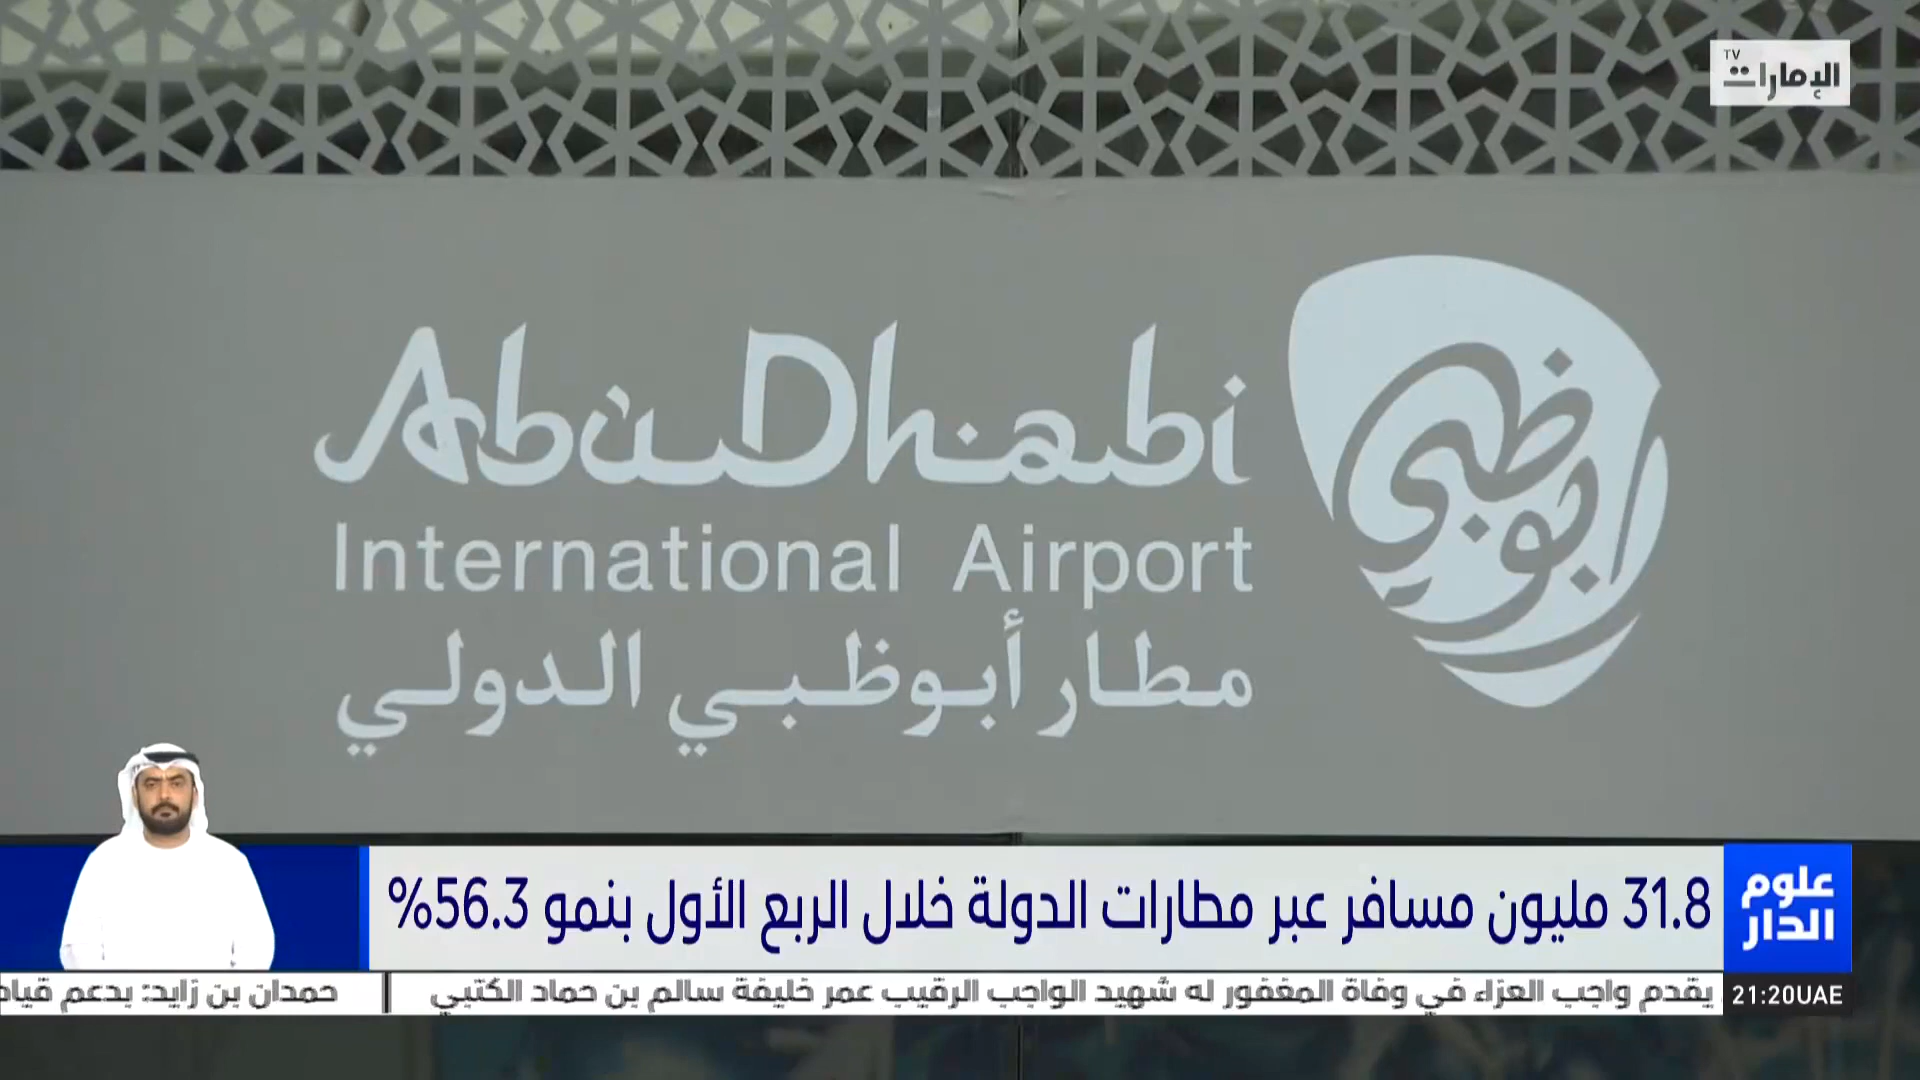 TV
الإمارات
Abu Dhabi
أبوظبي
International Airport
مطار أبوظبي الدولي
31.8 مليون مسافر عبر مطارات الدولة خلال الربع الأول بنمو 56.3%
علوم
الدار
يقدم واجب العزاء في وفاة المغفور له شهيد الواجب الرقيب عمر خليفة سالم بن حماد الكتبي | حمدان بن زايد: يدعم
21:20UAE